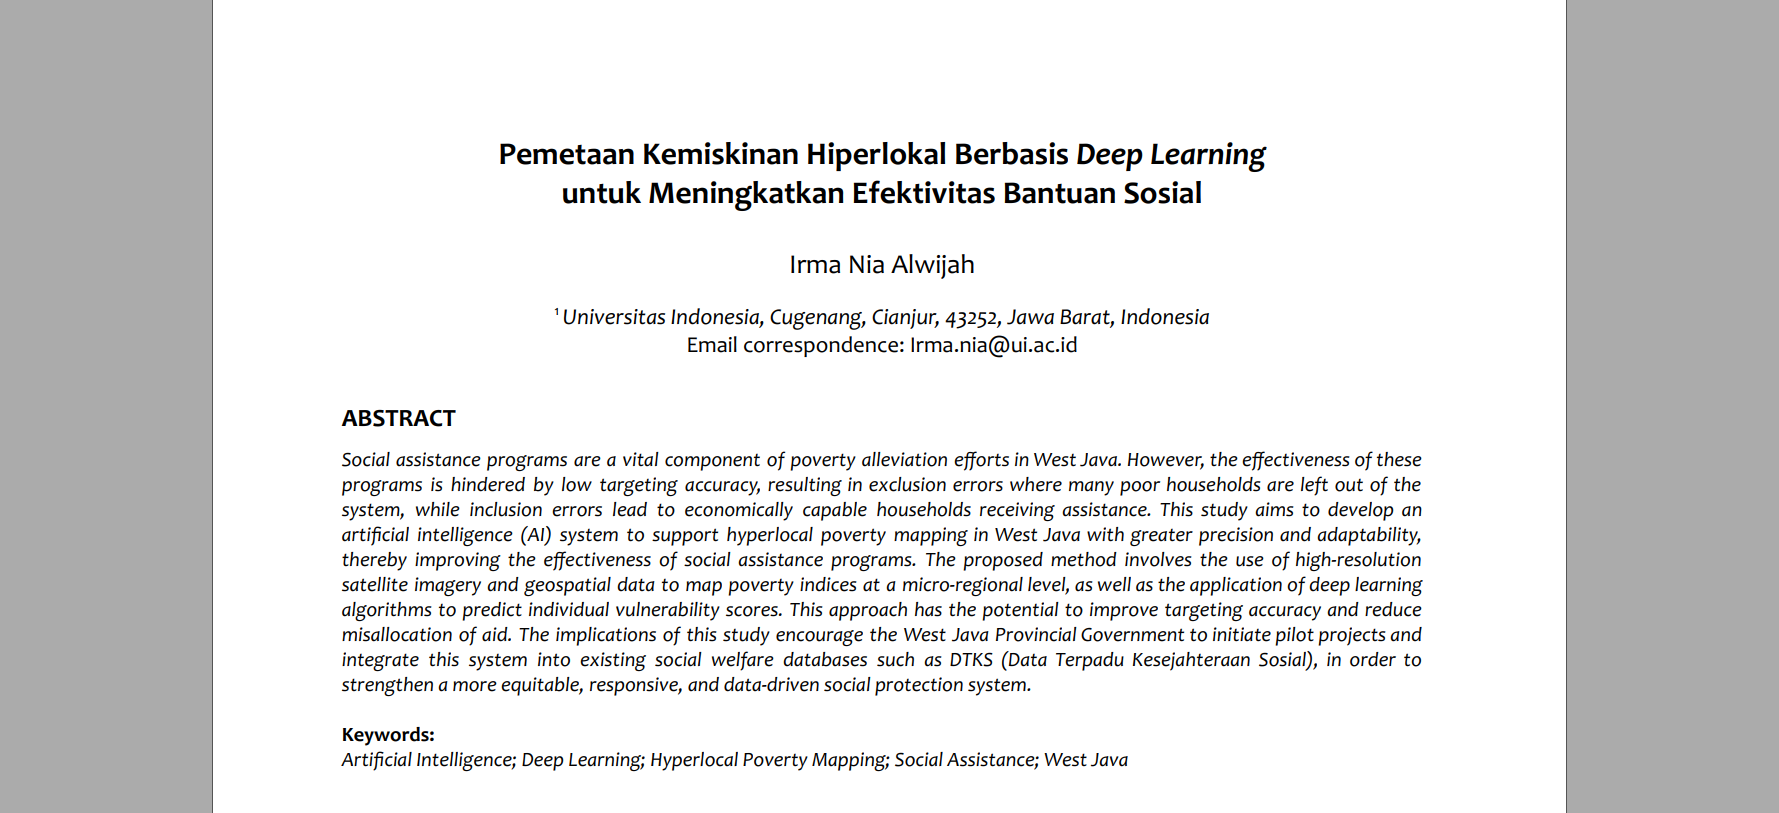 Pemetaan Kemiskinan Hiperlokal Berbasis Deep Learning
untuk Meningkatkan Efektivitas Bantuan Sosial
Irma Nia Alwijah
¹ Universitas Indonesia, Cugenang, Cianjur, 43252, Jawa Barat, Indonesia
Email correspondence: Irma.nia@ui.ac.id
ABSTRACT
Social assistance programs are a vital component of poverty alleviation efforts in West Java. However, the effectiveness of these
programs is hindered by low targeting accuracy, resulting in exclusion errors where many poor households are left out of the
system, while inclusion errors lead to economically capable households receiving assistance. This study aims to develop an
artificial intelligence (AI) system to support hyperlocal poverty mapping in West Java with greater precision and adaptability,
thereby improving the effectiveness of social assistance programs. The proposed method involves the use of high-resolution
satellite imagery and geospatial data to map poverty indices at a micro-regional level, as well as the application of deep learning
algorithms to predict individual vulnerability scores. This approach has the potential to improve targeting accuracy and reduce
misallocation of aid. The implications of this study encourage the West Java Provincial Government to initiate pilot projects and
integrate this system into existing social welfare databases such as DTKS (Data Terpadu Kesejahteraan Sosial), in order to
strengthen a more equitable, responsive, and data-driven social protection system.
Keywords:
Artificial Intelligence; Deep Learning; Hyperlocal Poverty Mapping; Social Assistance; West Java